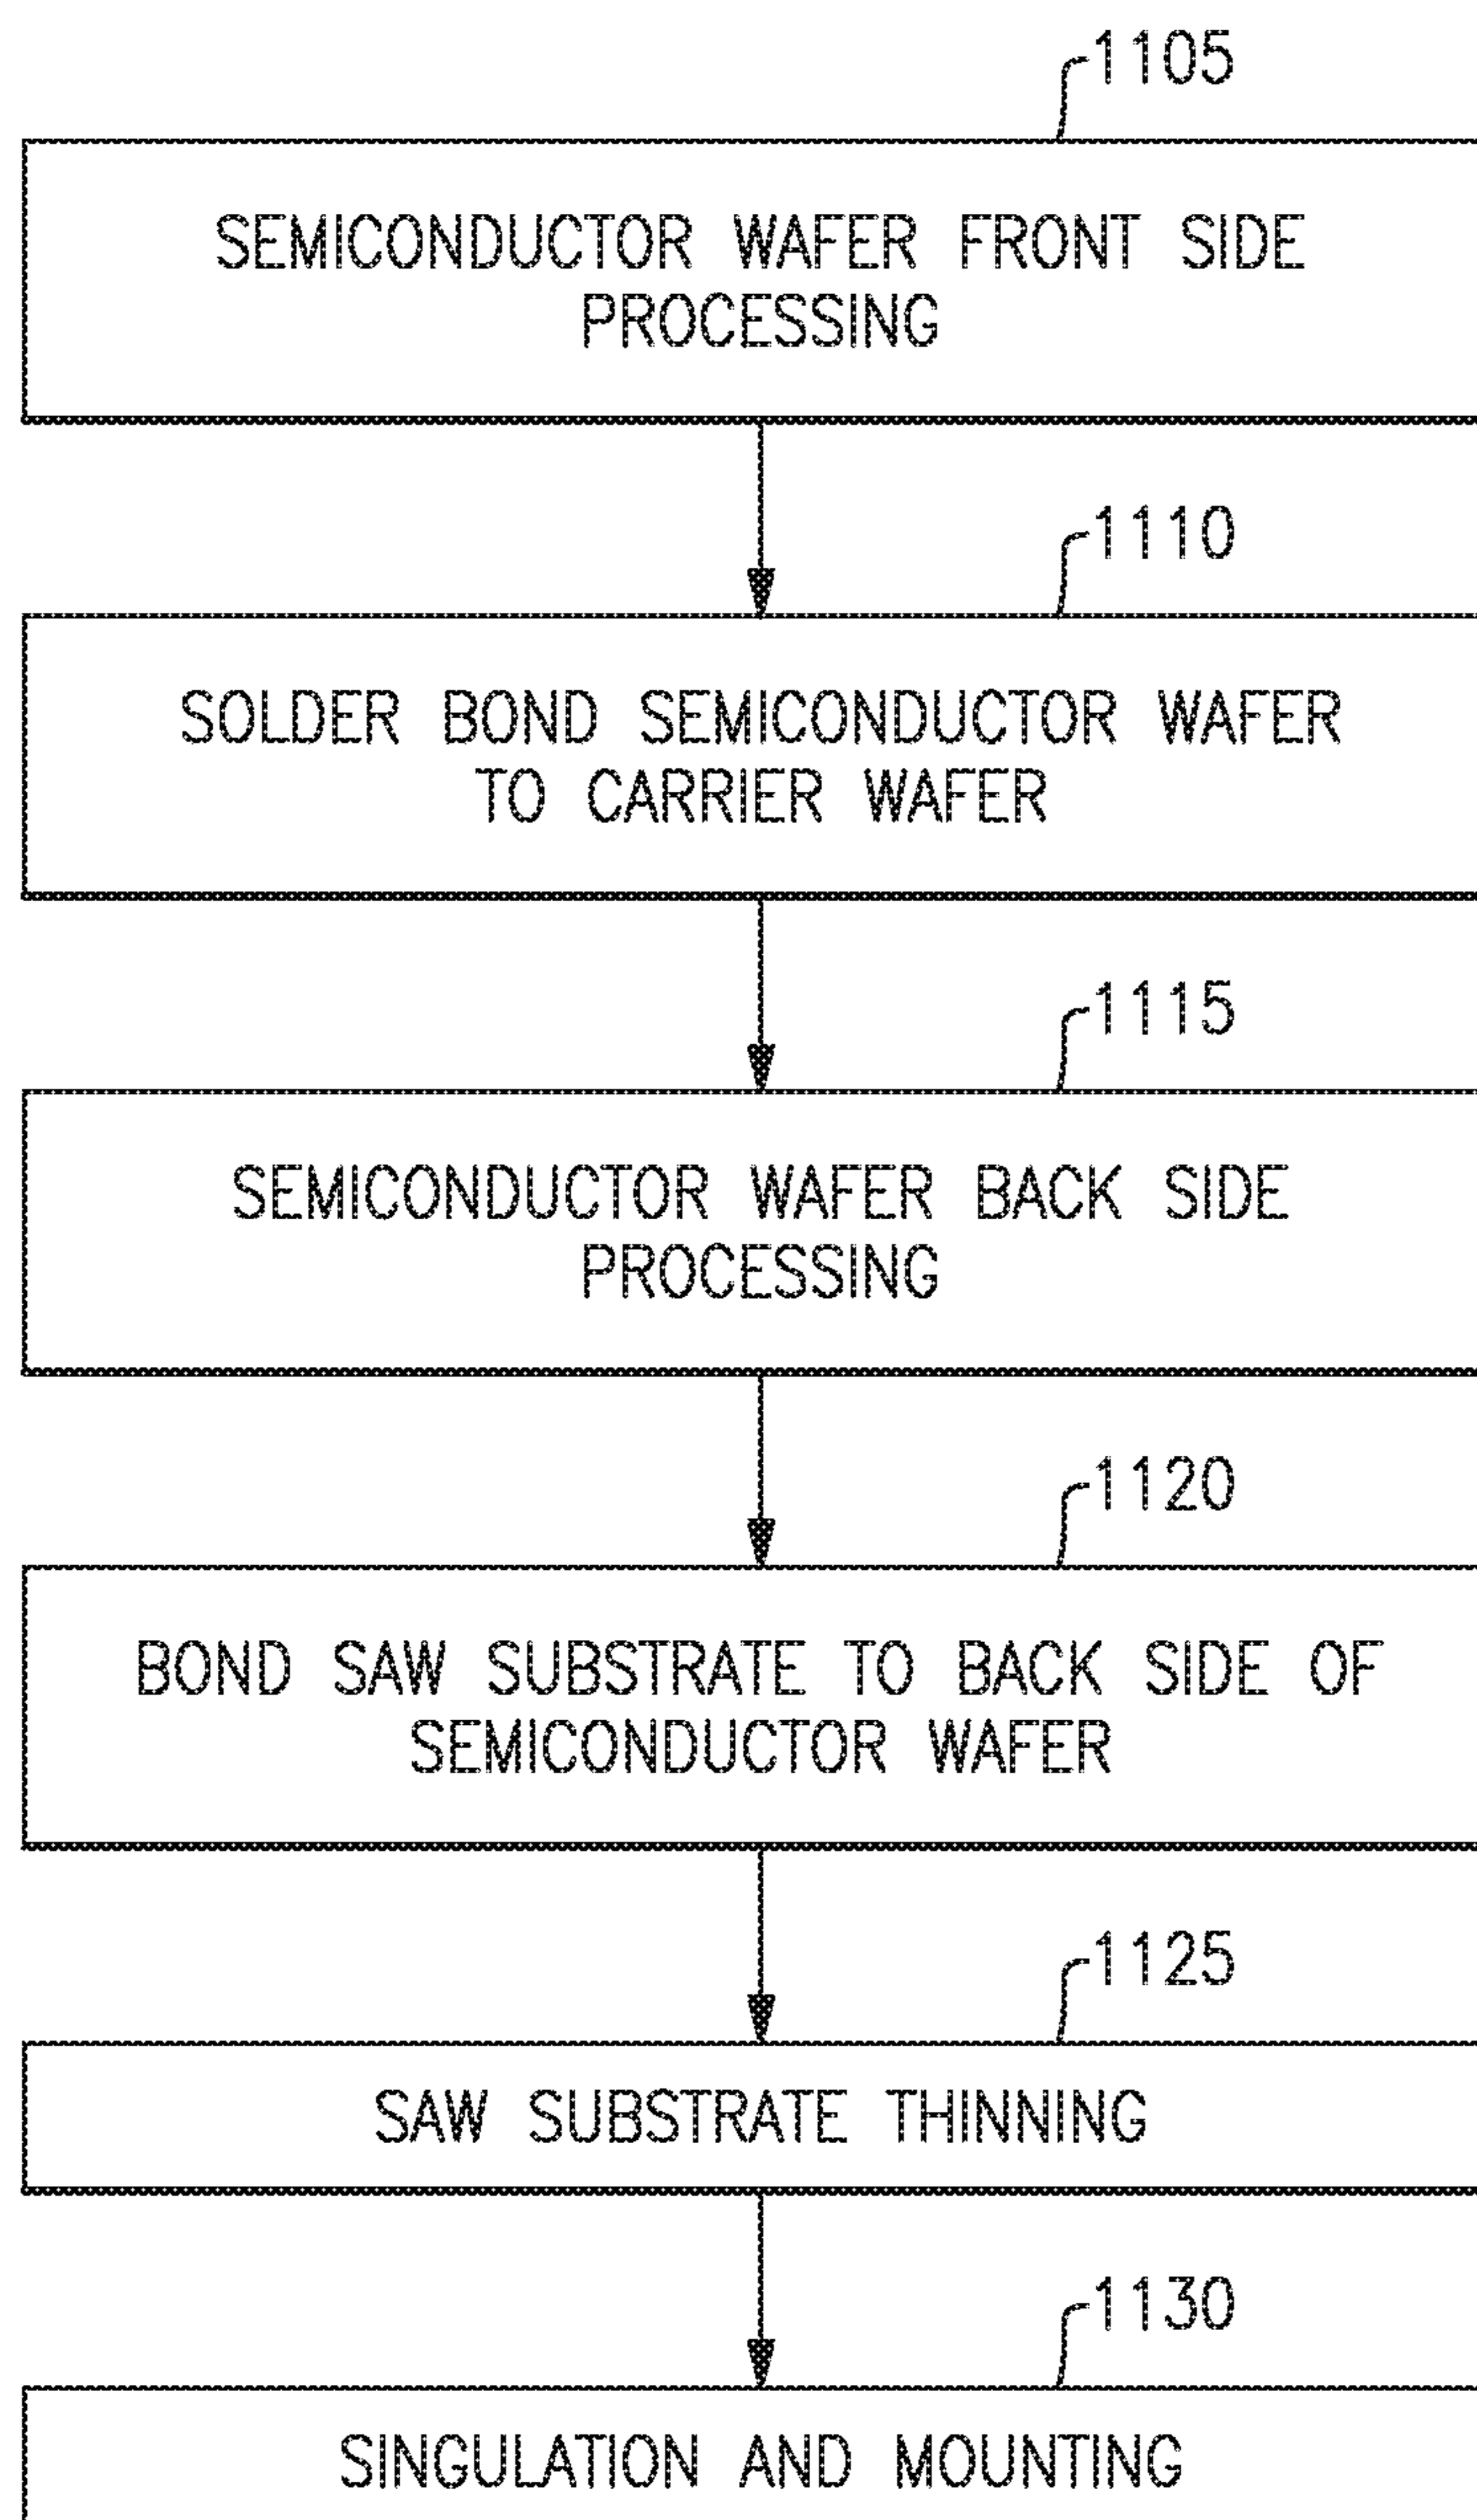 1105
SEMICONDUCTOR WAFER FRONT SIDE
PROCESSING
1110
SOLDER BOND SEMICONDUCTOR WAFER
TO CARRIER WAFER
1115
SEMICONDUCTOR WAFER BACK SIDE
PROCESSING
1120
BOND SAW SUBSTRATE TO BACK SIDE OF
SEMICONDUCTOR WAFER
1125
SAW SUBSTRATE THINNING
1130
SINGULATION AND MOUNTING